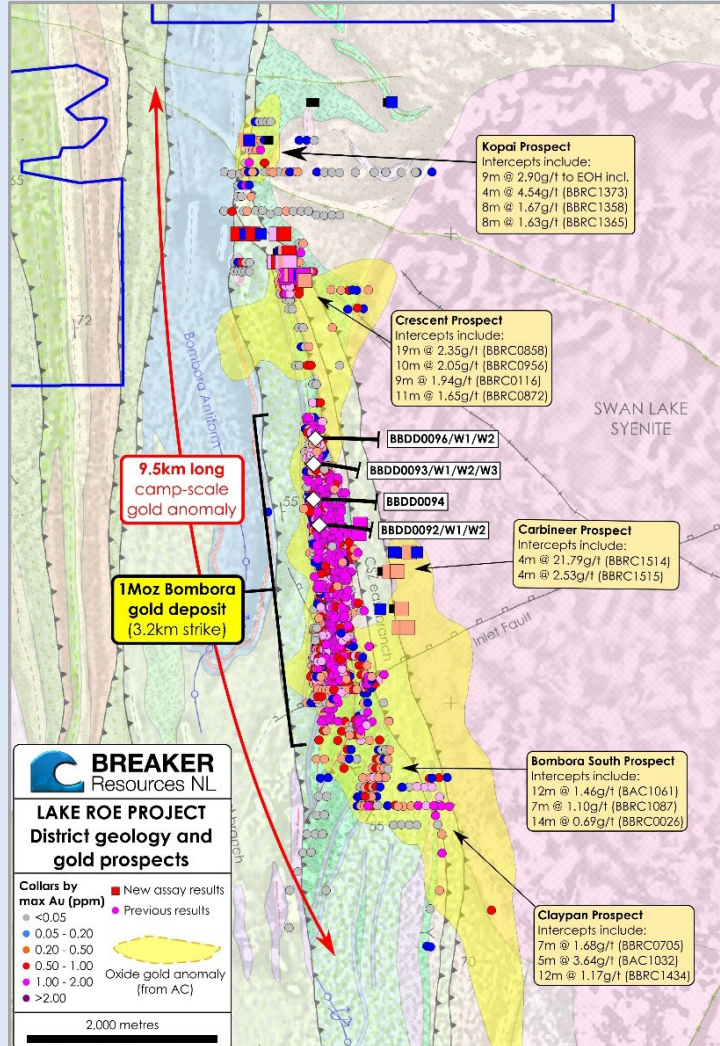 Kopai Prospect
Intercepts include:
9m @ 2.90g/t to EOH incl.
4m @ 4.54g/t (BBRC1373)
8m @ 1.67g/t (BBRC1358)
8m @ 1.63g/t (BBRC1365)
65
72
Bombora Antiform
Crescent Prospect
Intercepts include:
19m @ 2.35g/t (BBRC0858)
10m @ 2.05g/t (BBRC0956)
9m @ 1.94g/t (BBRC0116)
11m @ 1.65g/t (BBRC0872)
SWAN LAKE
SYENITE
BBDD0096/W1/W2
BBDD0093/W1/W2/W3
BBDD0094
BBDD0092/W1/W2
9.5km long
camp-scale
gold anomaly
55
Carbineer Prospect
Intercepts include:
4m @ 21.79g/t (BBRC1514)
4m @ 2.53g/t (BBRC1515)
1Moz Bombora
gold deposit
(3.2km strike)
branch
Inlet Fault
Bombora South Prospect
Intercepts include:
12m @ 1.46g/t (BAC1061)
7m @ 1.10g/t (BBRC1087)
14m @ 0.69g/t (BBRC0026)
55
branch
Claypan Prospect
Intercepts include:
7m @ 1.68g/t (BBRC0705)
5m @ 3.64g/t (BAC1032)
12m @ 1.17g/t (BBRC1434)
70
BREAKER
Resources NL
LAKE ROE PROJECT
District geology and
gold prospects
Collars by
max Au (ppm)
<0.05
0.05 - 0.20
0.20 - 0.50
0.50 - 1.00
1.00 - 2.00
>2.00
New assay results
Previous results
Oxide gold anomaly
(from AC)
2,000 metres